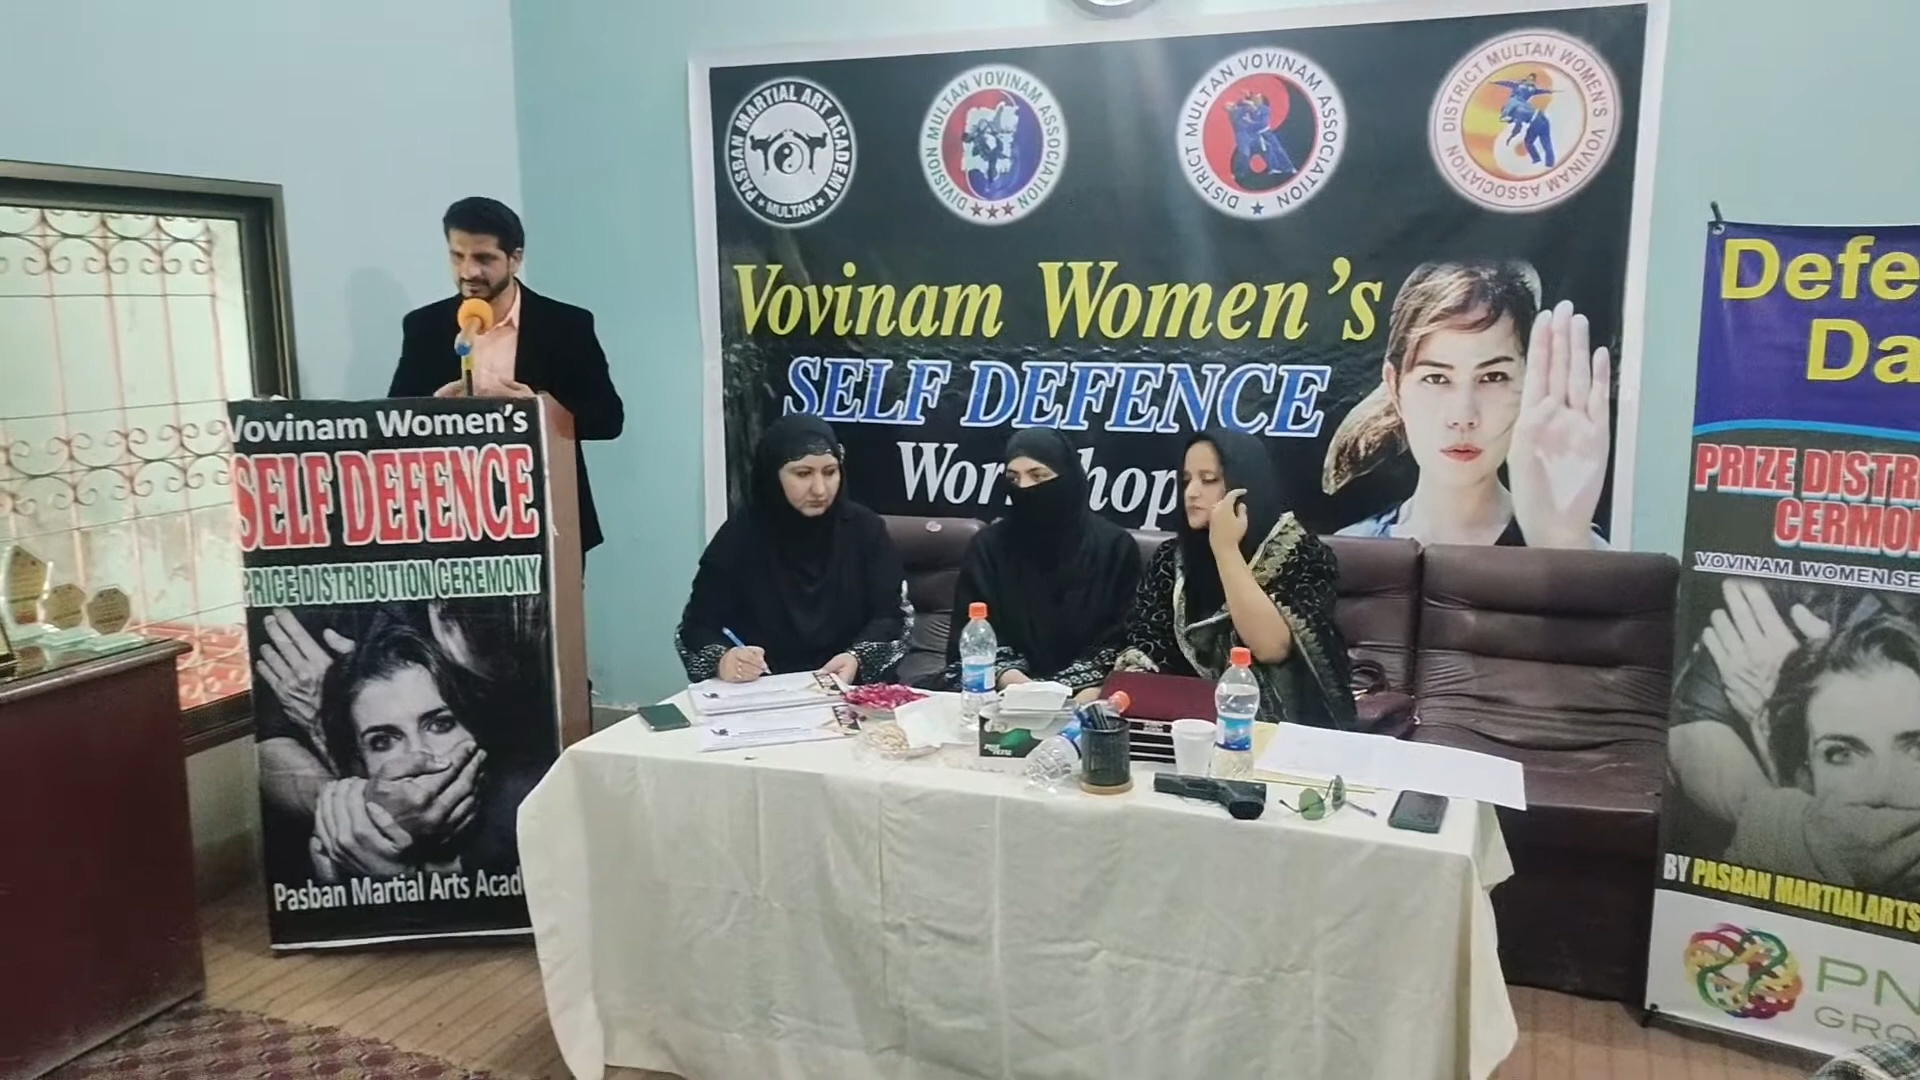 PASBAN MARTIAL ART ACADEMY
★ MULTAN ★
DIVISION MULTAN VOVINAM ASSOCIATION
DISTRICT MULTAN VOVINAM ASSOCIATION
DISTRICT MULTAN WOMEN'S VOVINAM ASSOCIATION
Vovinam Women's
SELF DEFENCE
Vovinam Women's
SELF DEFENCE
PRICE DISTRIBUTION CEREMONY
Pasban Martial Arts Acad
Defe
Da
PRIZE DISTR
CERMO
VOVINAM WOMEN SE
BY PASBAN MARTIALARTS
PN
GRO